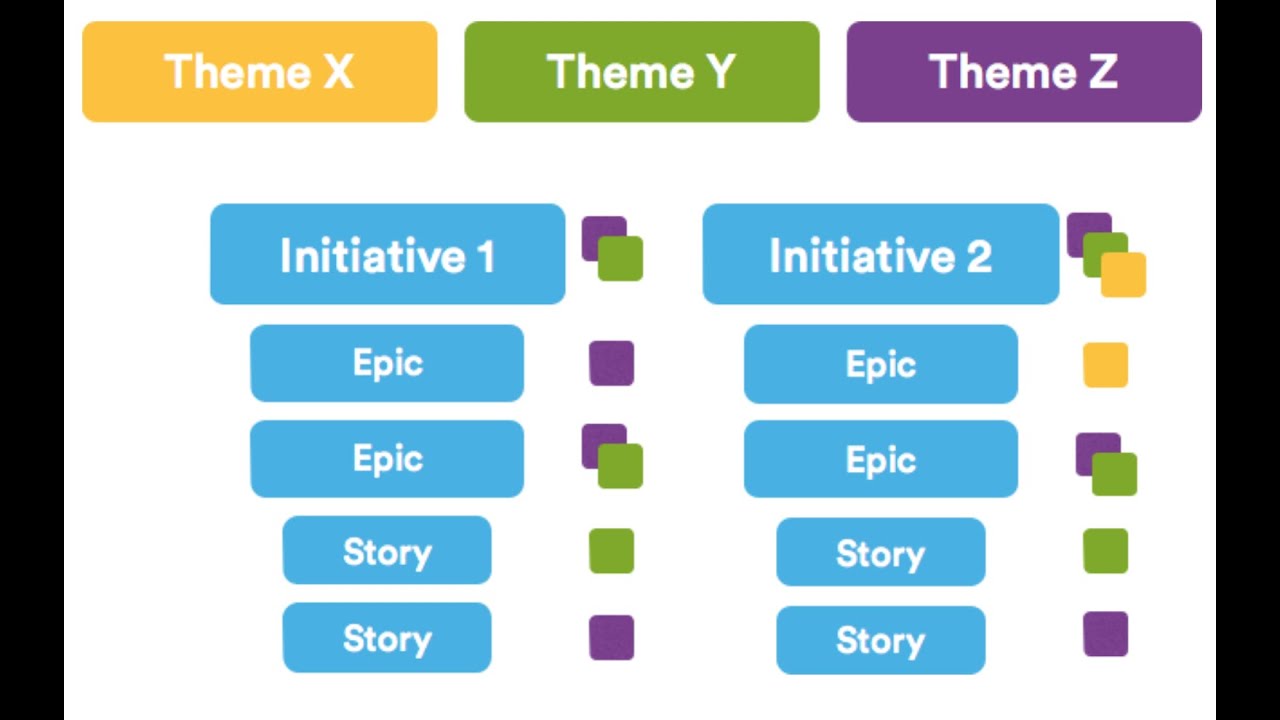 Theme X
Theme Y
Theme Z
Initiative 1
Initiative 2
Epic
Epic
Epic
Epic
Story
Story
Story
Story